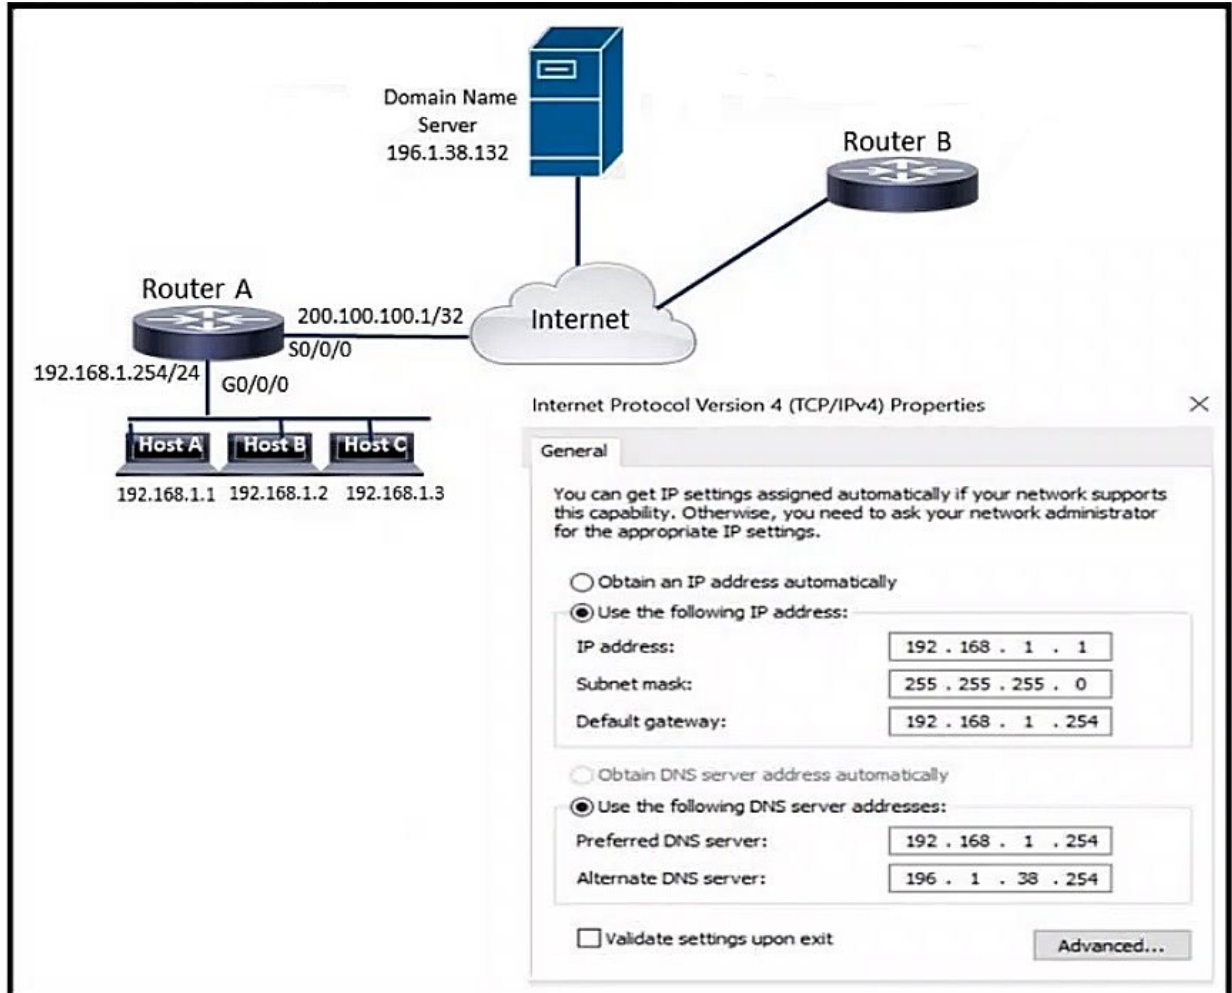 Domain Name
Server
196.1.38.132
Router B
Router A
200.100.100.1/32
Internet
S0/0/0
192.168.1.254/24
G0/0/0
Host A Host B Host C
192.168.1.1 192.168.1.2 192.168.1.3
Internet Protocol Version 4 (TCP/IPv4) Properties
General
You can get IP settings assigned automatically if your network supports
this capability. Otherwise, you need to ask your network administrator
for the appropriate IP settings.
Obtain an IP address automatically
Use the following IP address:
IP address: 192 . 168 . 1 . 1
Subnet mask: 255 . 255 . 255 . 0
Default gateway: 192 . 168 . 1 . 254
Obtain DNS server address automatically
Use the following DNS server addresses:
Preferred DNS server: 192 . 168 . 1 . 254
Alternate DNS server: 196 . 1 . 38 . 254
Validate settings upon exit
Advanced...